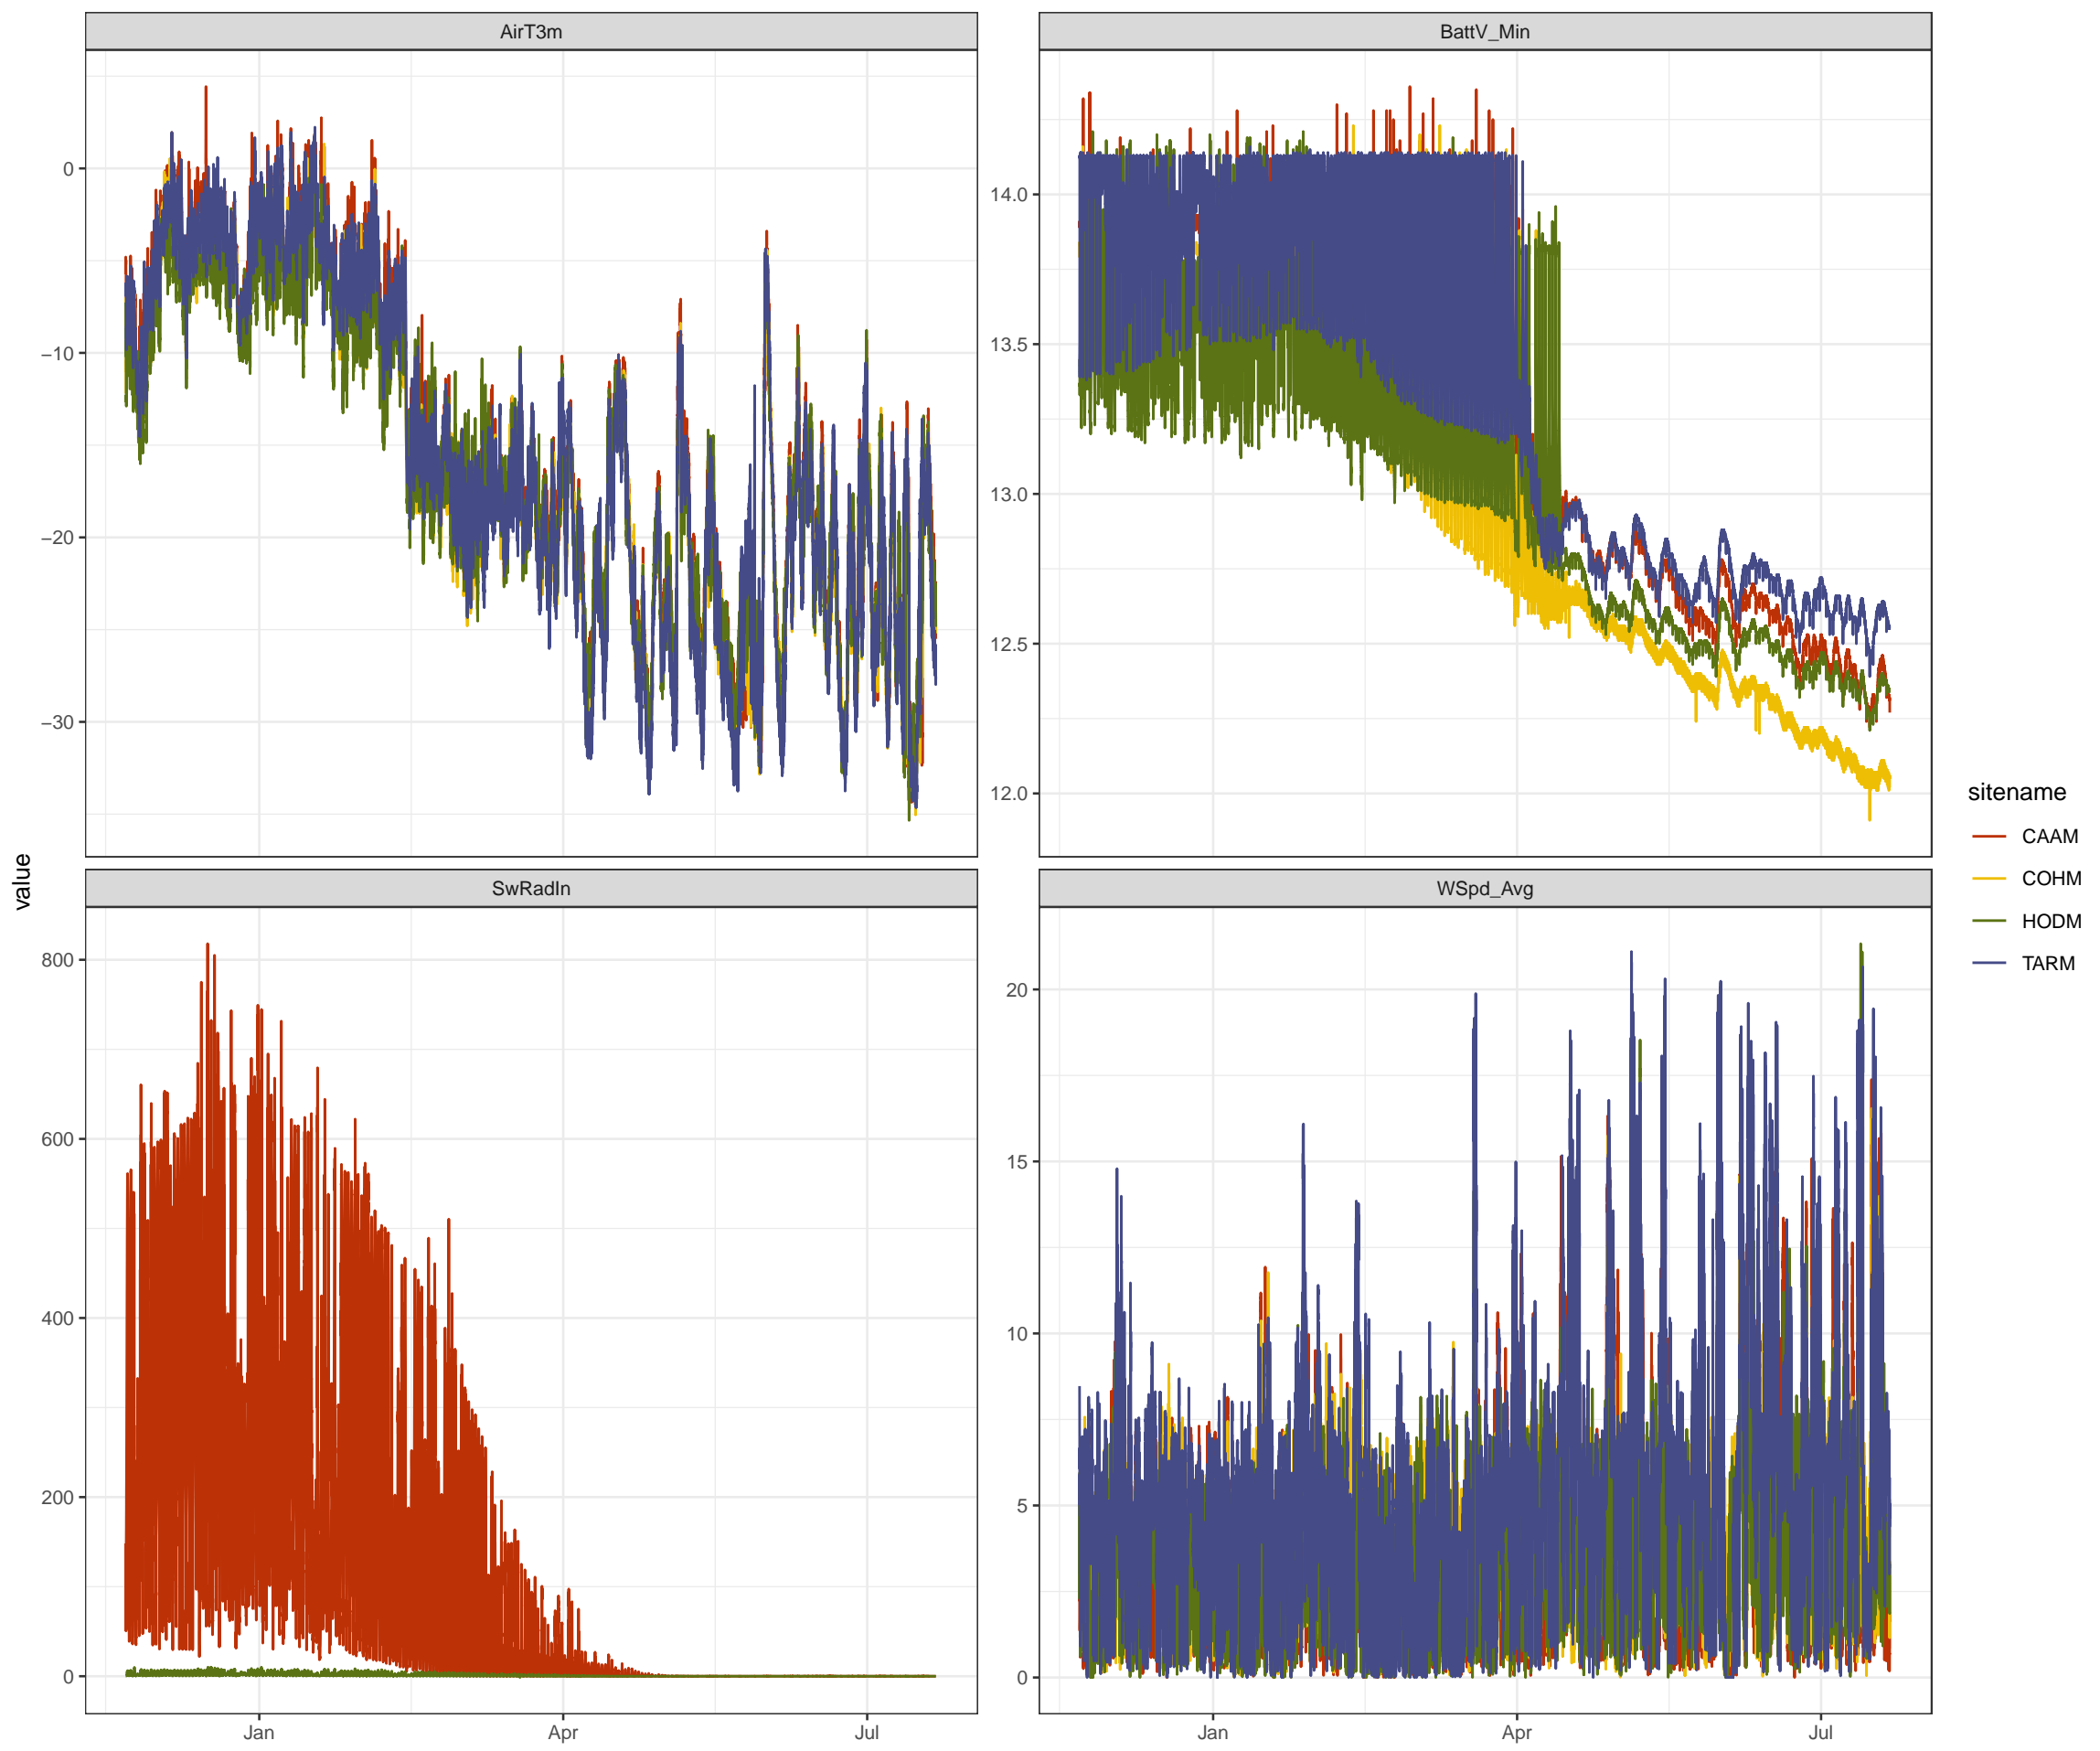 AirT3m
BattV_Min
0
−10
−20
−30
14.0
13.5
13.0
12.5
12.0
value
SwRadIn
WSpd_Avg
800
600
400
200
0
20
15
10
5
0
Jan Apr Jul
Jan Apr Jul
sitename
CAAM
COHM
HODM
TARM